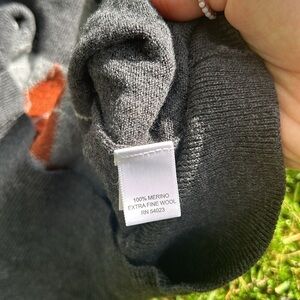 100% MERINO
EXTRA FINE WOOL
RN 54023